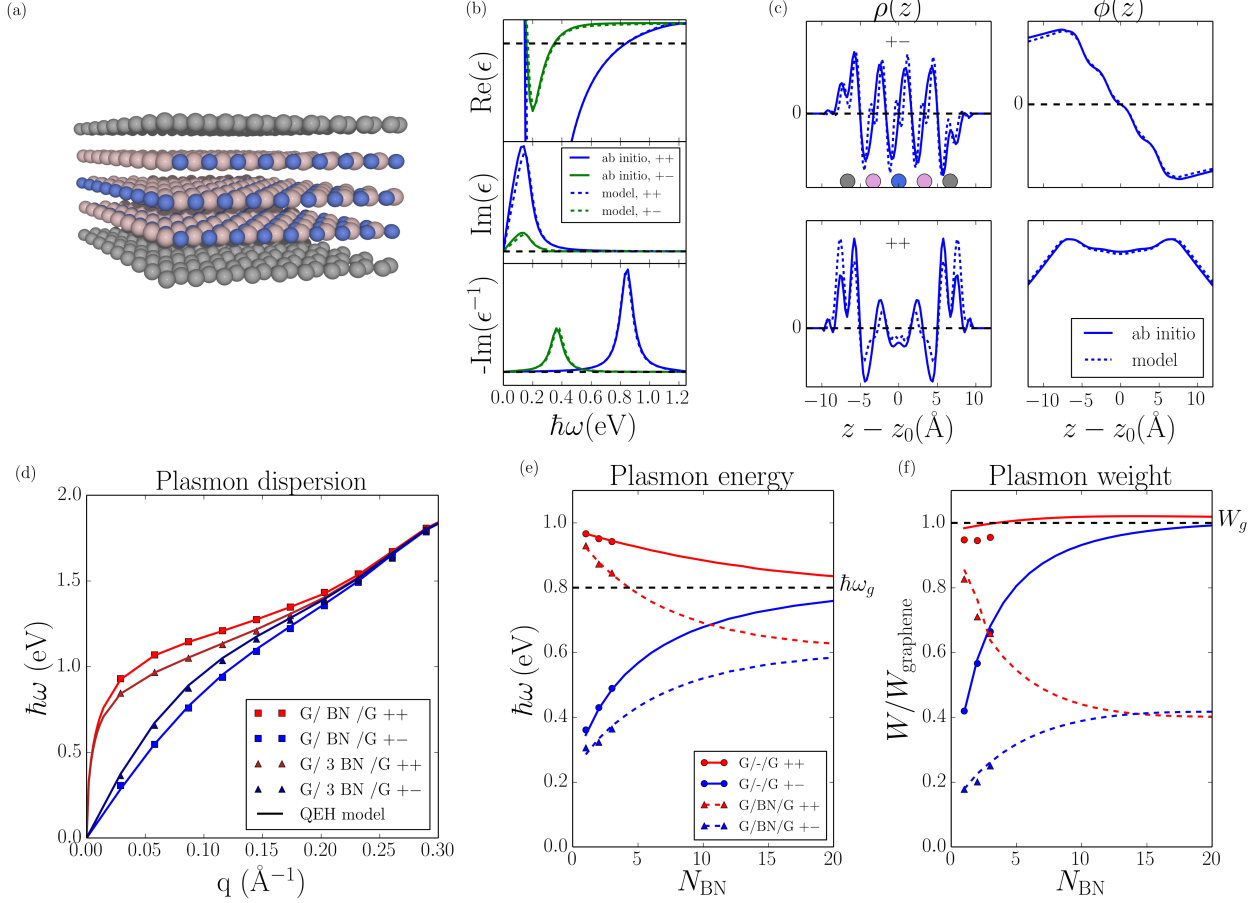 (a)
(b)
Re(ϵ)
Im(ϵ)
ab initio, ++
ab initio, +−
model, ++
model, +−
-Im(ϵ⁻¹)
0.0 0.2 0.4 0.6 0.8 1.0 1.2
ħω(eV)
(c)
ρ(z)
ϕ(z)
+−
0
0
++
0
ab initio
model
−10 −5 0 5 10
−10 −5 0 5 10
z − z₀(Å)
z − z₀(Å)
(d)
Plasmon dispersion
2.0
1.5
1.0
0.5
0.0
ħω (eV)
G/ BN /G ++
G/ BN /G +−
G/ 3 BN /G ++
G/ 3 BN /G +−
QEH model
0.00 0.05 0.10 0.15 0.20 0.25 0.30
q (Å⁻¹)
(e)
Plasmon energy
1.0
0.8
0.6
0.4
0.2
0.0
ħω (eV)
ħω_g
G/-/G ++
G/-/G +−
G/BN/G ++
G/BN/G +−
0 5 10 15 20
N_BN
(f)
Plasmon weight
1.0
0.8
0.6
0.4
0.2
0.0
W/W_graphene
W_g
0 5 10 15 20
N_BN